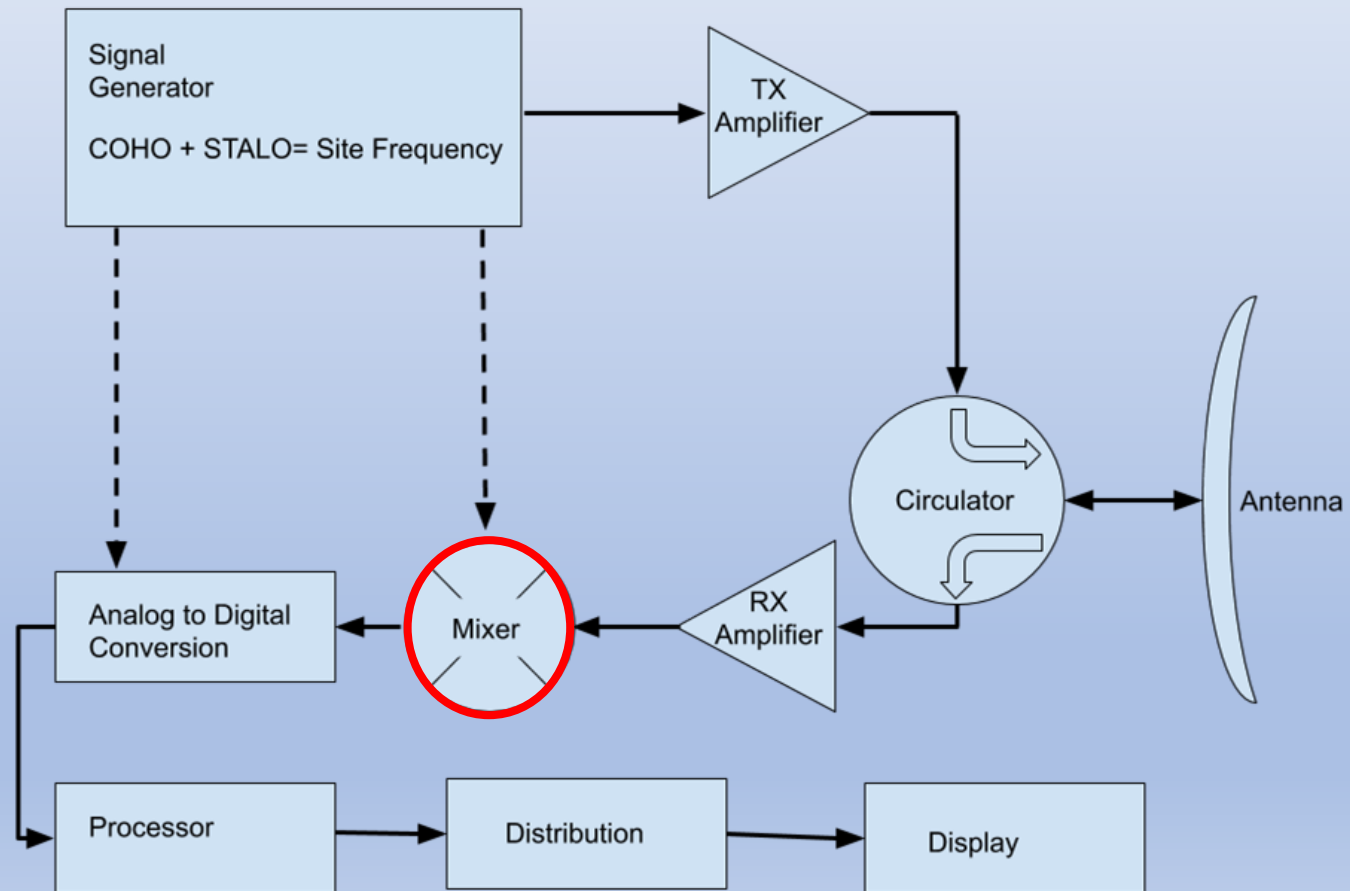 Signal
Generator
COHO + STALO= Site Frequency
TX
Amplifier
Circulator
Antenna
RX
Amplifier
Mixer
Analog to Digital
Conversion
Processor
Distribution
Display